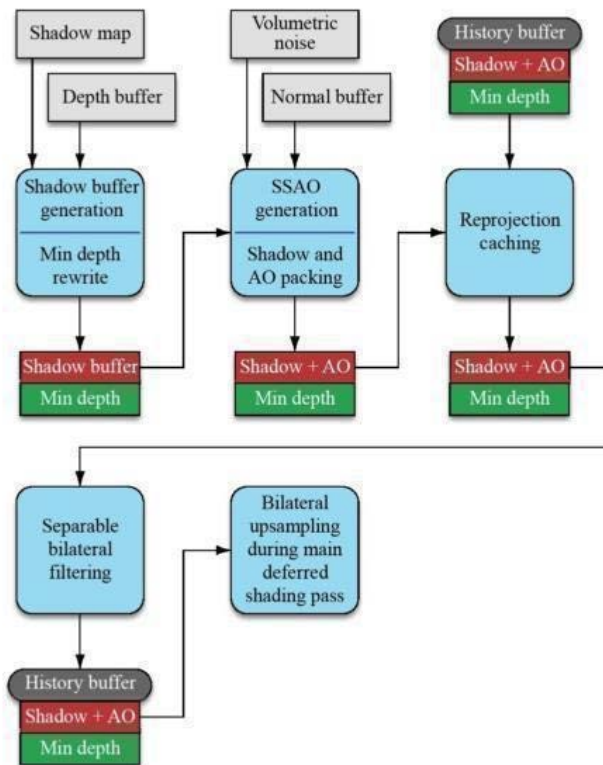 Shadow map
Depth buffer
Shadow buffer
generation
Min depth
rewrite
Shadow buffer
Min depth
Volumetric
noise
Normal buffer
SSAO
generation
Shadow and
AO packing
Shadow + AO
Min depth
History buffer
Shadow + AO
Min depth
Reprojection
caching
Shadow + AO
Min depth
Separable
bilateral
filtering
History buffer
Shadow + AO
Min depth
Bilateral
upsampling
during main
deferred
shading pass